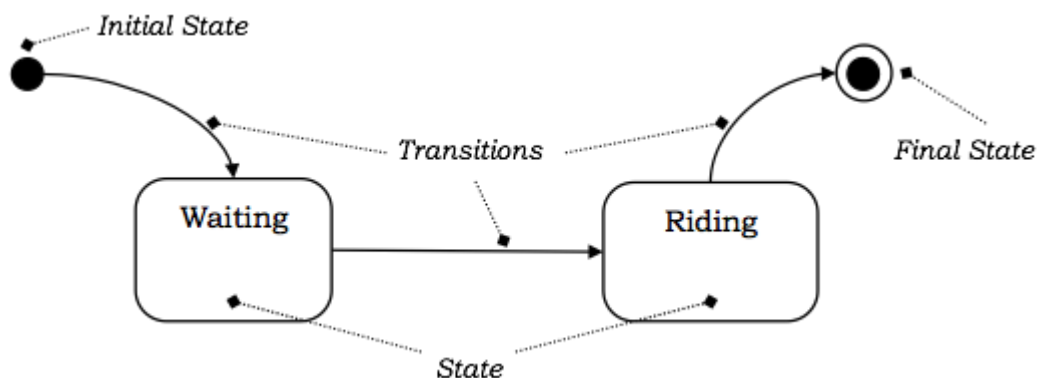 Initial State
Transitions
Final State
Waiting
Riding
State